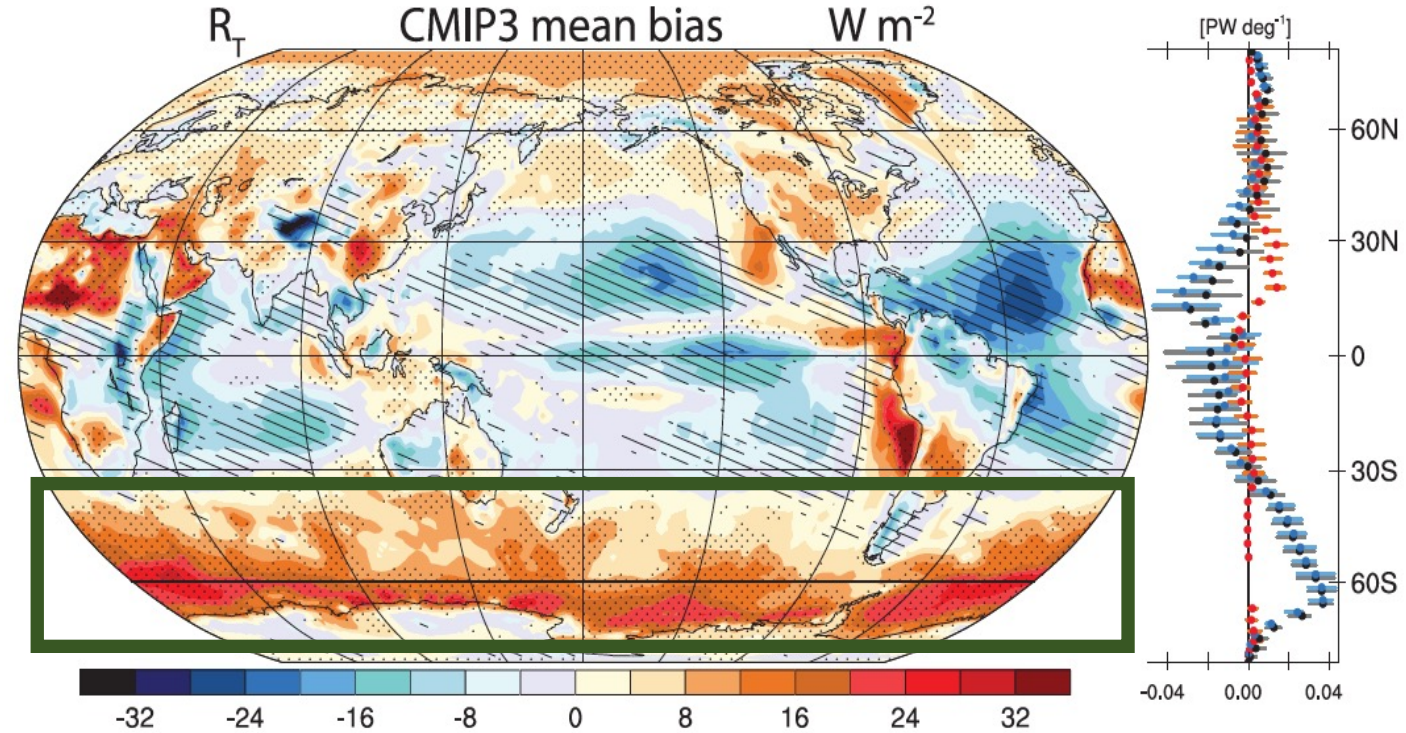 R_T CMIP3 mean bias W m⁻²
[PW deg⁻¹]
60N
30N
0
30S
60S
-32 -24 -16 -8 0 8 16 24 32
-0.04 0.00 0.04